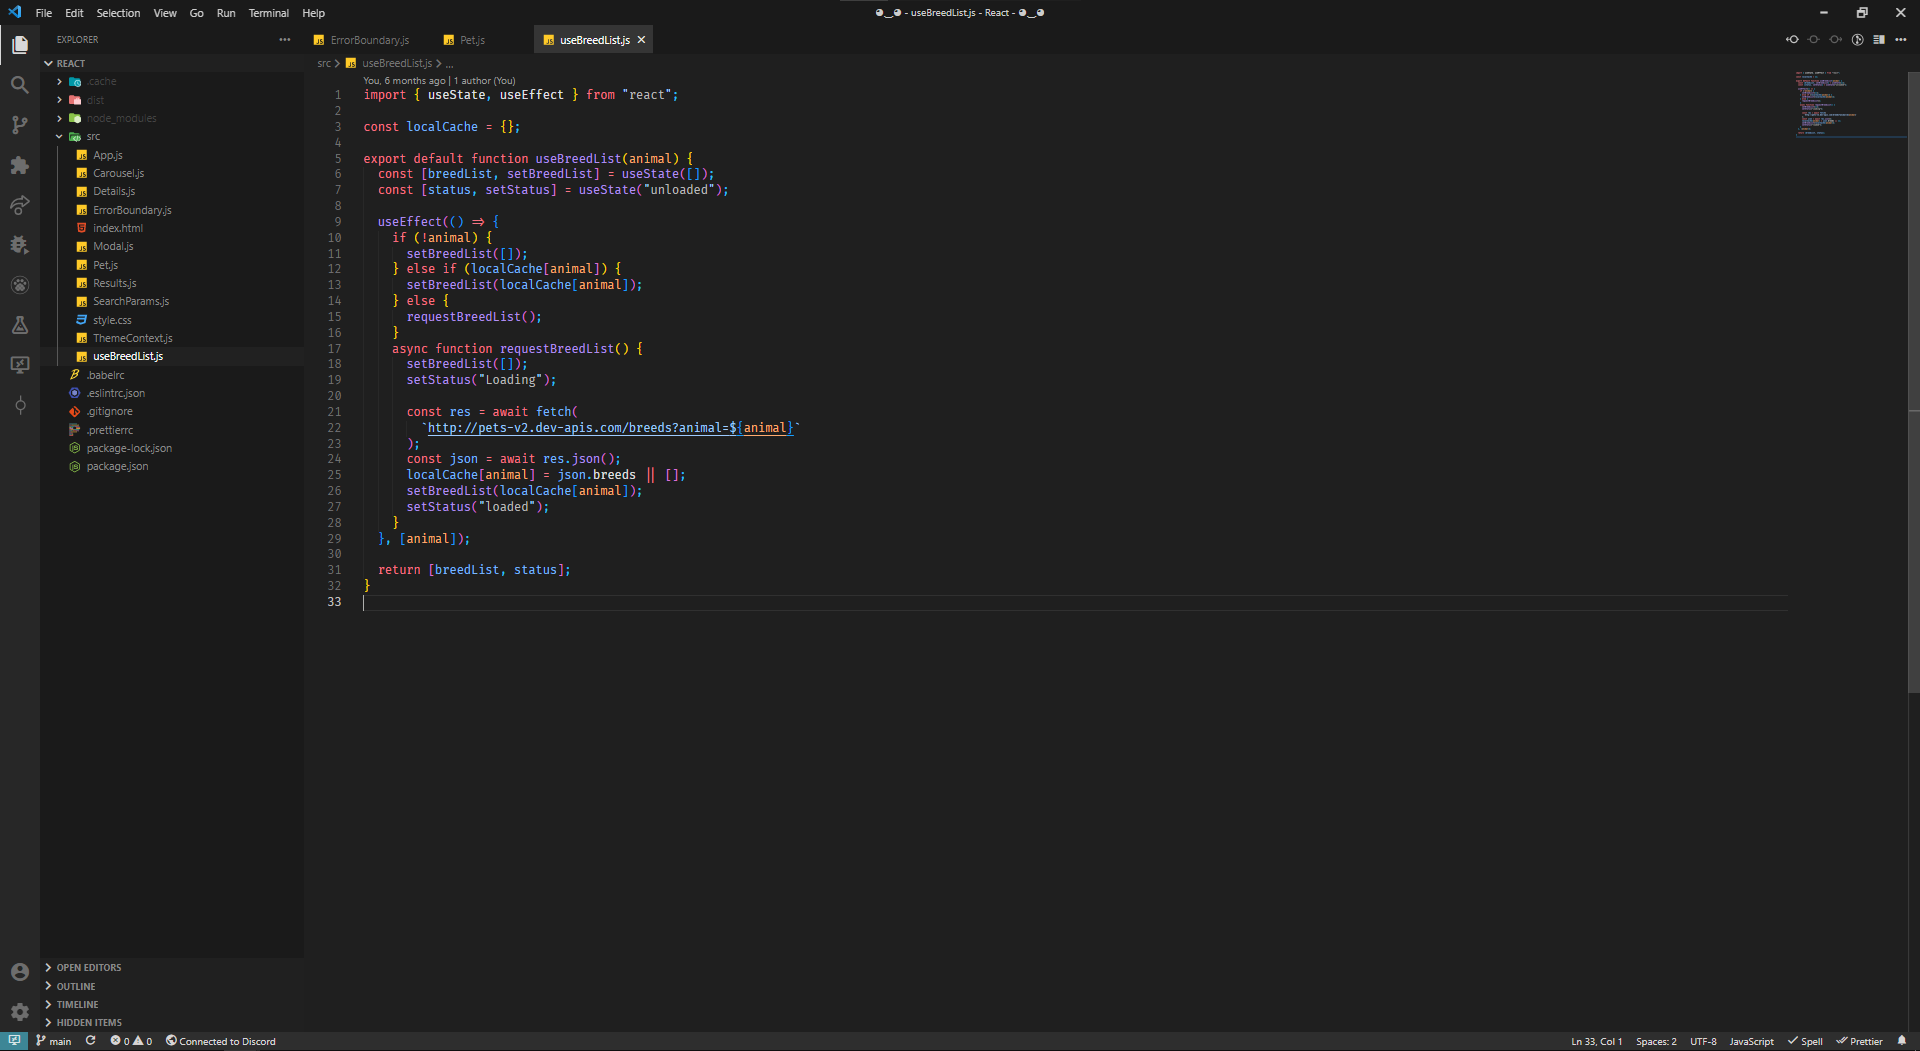 File Edit Selection View Go Run Terminal Help
- useBreedList.js - React -
EXPLORER
REACT
.cache
dist
node_modules
src
App.js
Carousel.js
Details.js
ErrorBoundary.js
index.html
Modal.js
Pet.js
Results.js
SearchParams.js
style.css
ThemeContext.js
useBreedList.js
.babelrc
.eslintrc.json
.gitignore
.prettierrc
package-lock.json
package.json
OPEN EDITORS
OUTLINE
TIMELINE
HIDDEN ITEMS
ErrorBoundary.js Pet.js useBreedList.js
src > useBreedList.js > ...
You, 6 months ago | 1 author (You)
1 import { useState, useEffect } from "react";
2
3 const localCache = {};
4
5 export default function useBreedList(animal) {
6   const [breedList, setBreedList] = useState([]);
7   const [status, setStatus] = useState("unloaded");
8
9   useEffect(() => {
10     if (!animal) {
11       setBreedList([]);
12     } else if (localCache[animal]) {
13       setBreedList(localCache[animal]);
14     } else {
15       requestBreedList();
16     }
17     async function requestBreedList() {
18       setBreedList([]);
19       setStatus("Loading");
20
21       const res = await fetch(
22         `http://pets-v2.dev-apis.com/breeds?animal=${animal}`
23       );
24       const json = await res.json();
25       localCache[animal] = json.breeds || [];
26       setBreedList(localCache[animal]);
27       setStatus("loaded");
28     }
29   }, [animal]);
30
31   return [breedList, status];
32 }
33
main 0 0 Connected to Discord Ln 33, Col 1 Spaces: 2 UTF-8 JavaScript Spell Prettier